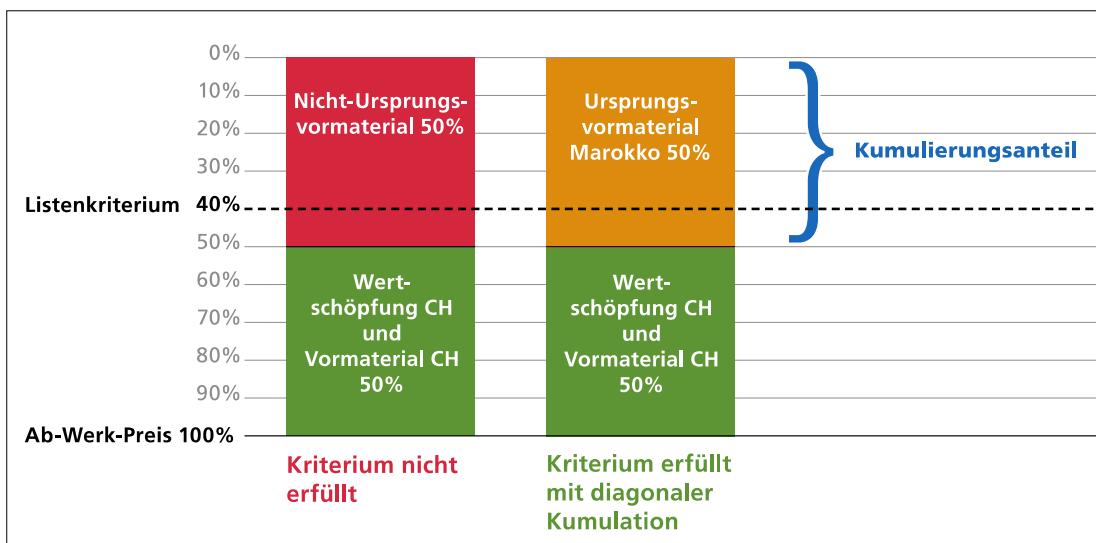 0%
10%
20%
30%
Listenkriterium 40%
50%
60%
70%
80%
90%
Ab-Werk-Preis 100%
Nicht-Ursprungs-
vormaterial 50%
Wert-
schöpfung CH
und
Vormaterial CH
50%
Kriterium nicht
erfüllt
Ursprungs-
vormaterial
Marokko 50%
Wert-
schöpfung CH
und
Vormaterial CH
50%
Kriterium erfüllt
mit diagonaler
Kumulation
Kumulierungsanteil